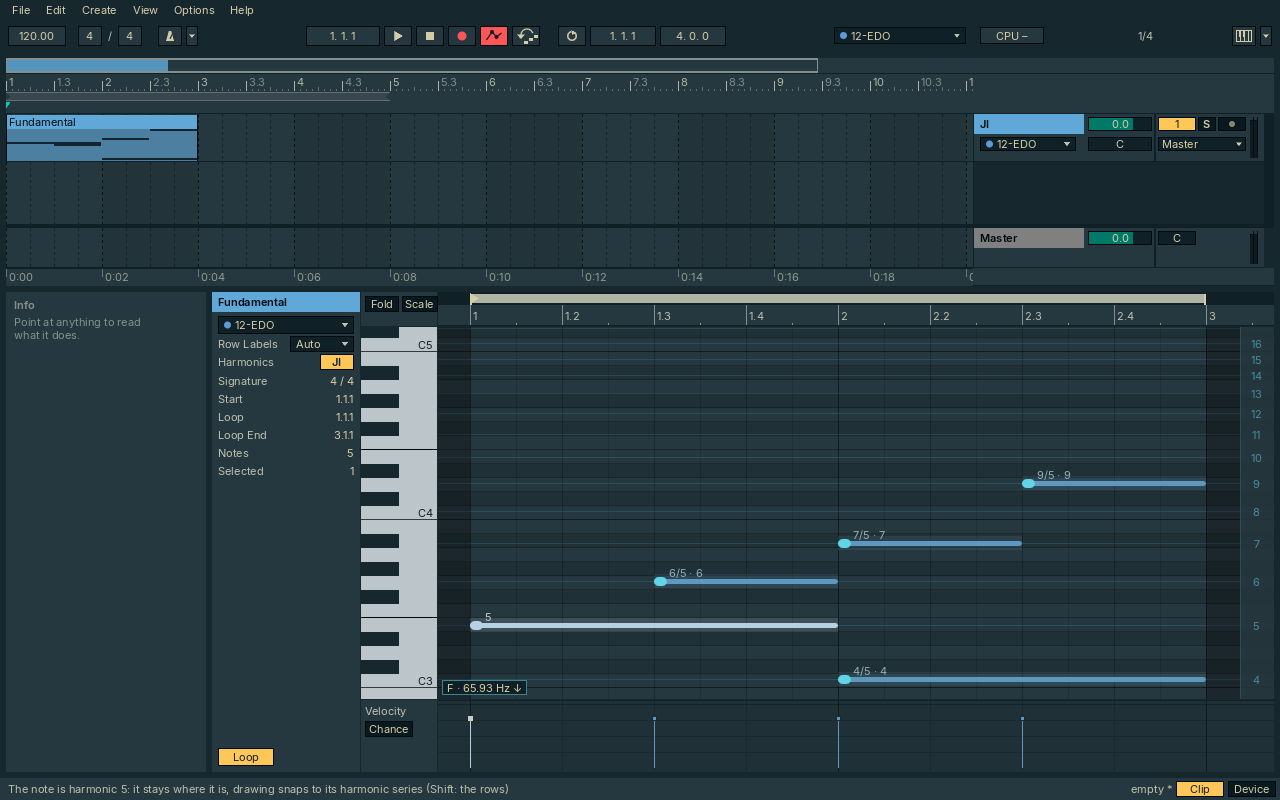 File Edit Create View Options Help
120.00 4 / 4 1. 1. 1 1. 1. 1 4. 0. 0 12-EDO CPU – 1/4
1 1.3 2 2.3 3 3.3 4 4.3 5 5.3 6 6.3 7 7.3 8 8.3 9 9.3 10 10.3 1
Fundamental
JI 0.0 1 S
12-EDO C Master
Master 0.0 C
0:00 0:02 0:04 0:06 0:08 0:10 0:12 0:14 0:16 0:18
Info
Point at anything to read
what it does.
Fundamental
12-EDO
Row Labels Auto
Harmonics JI
Signature 4 / 4
Start 1.1.1
Loop 1.1.1
Loop End 3.1.1
Notes 5
Selected 1
Loop
Fold Scale
1 1.2 1.3 1.4 2 2.2 2.3 2.4 3
C5 16
15
14
13
12
11
10
9/5 · 9 9
C4 8
7/5 · 7 7
6/5 · 6 6
5 5
4/5 · 4 4
C3
F · 65.93 Hz ↓
Velocity
Chance
The note is harmonic 5: it stays where it is, drawing snaps to its harmonic series (Shift: the rows)
empty * Clip Device